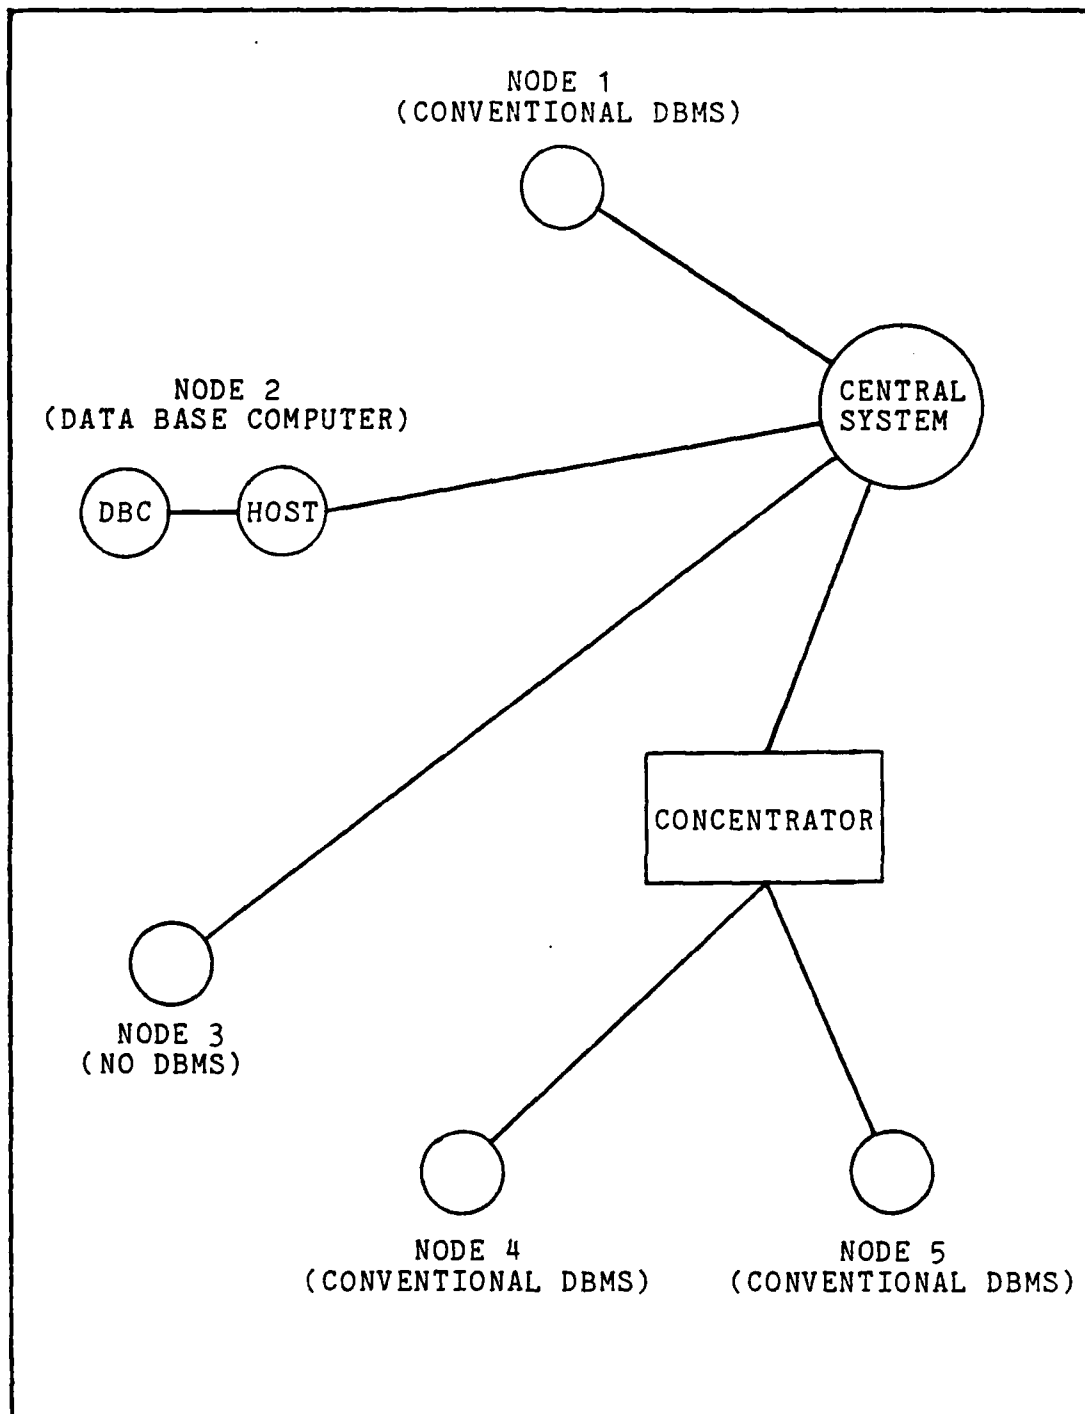 NODE 1
(CONVENTIONAL DBMS)
CENTRAL
SYSTEM
NODE 2
(DATA BASE COMPUTER)
DBC
HOST
CONCENTRATOR
NODE 3
(NO DBMS)
NODE 4
(CONVENTIONAL DBMS)
NODE 5
(CONVENTIONAL DBMS)